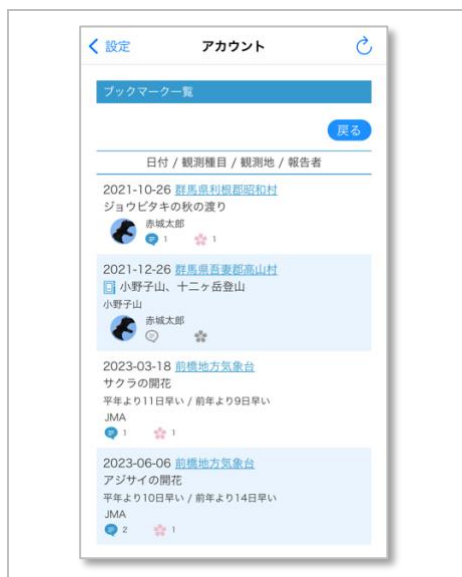 設定
アカウント
ブックマーク一覧
戻る
日付 / 観測種目 / 観測地 / 報告者
2021-10-26 群馬県利根郡昭和村
ジョウビタキの秋の渡り
赤城太郎
1 1
2021-12-26 群馬県吾妻郡高山村
小野子山、十二ヶ岳登山
小野子山
赤城太郎
2023-03-18 前橋地方気象台
サクラの開花
平年より11日早い / 前年より9日早い
JMA
1 1
2023-06-06 前橋地方気象台
アジサイの開花
平年より10日早い / 前年より14日早い
JMA
2 1